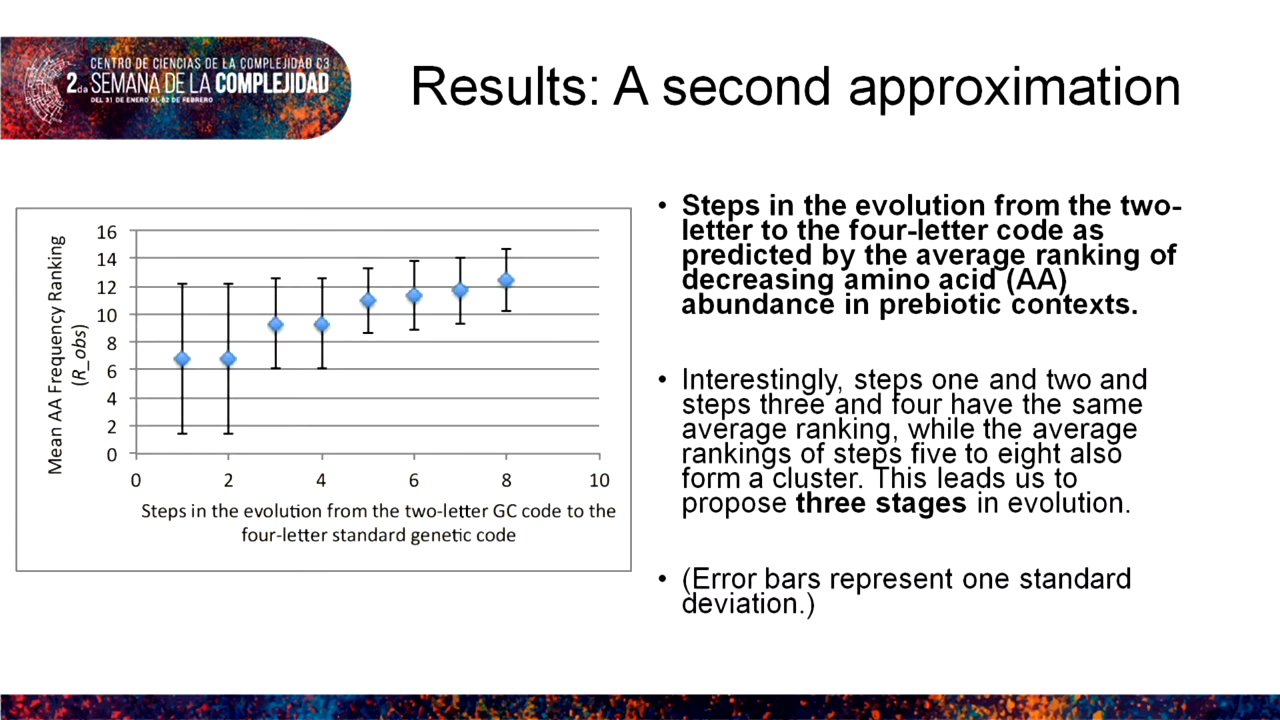 CENTRO DE CIENCIAS DE LA COMPLEJIDAD C3
2.da SEMANA DE LA COMPLEJIDAD
DEL 31 DE ENERO AL 02 DE FEBRERO
Results: A second approximation
Mean AA Frequency Ranking
(R_obs)
16
14
12
10
8
6
4
2
0
0 2 4 6 8 10
Steps in the evolution from the two-letter GC code to the
four-letter standard genetic code
• Steps in the evolution from the two-
letter to the four-letter code as
predicted by the average ranking of
decreasing amino acid (AA)
abundance in prebiotic contexts.
• Interestingly, steps one and two and
steps three and four have the same
average ranking, while the average
rankings of steps five to eight also
form a cluster. This leads us to
propose three stages in evolution.
• (Error bars represent one standard
deviation.)